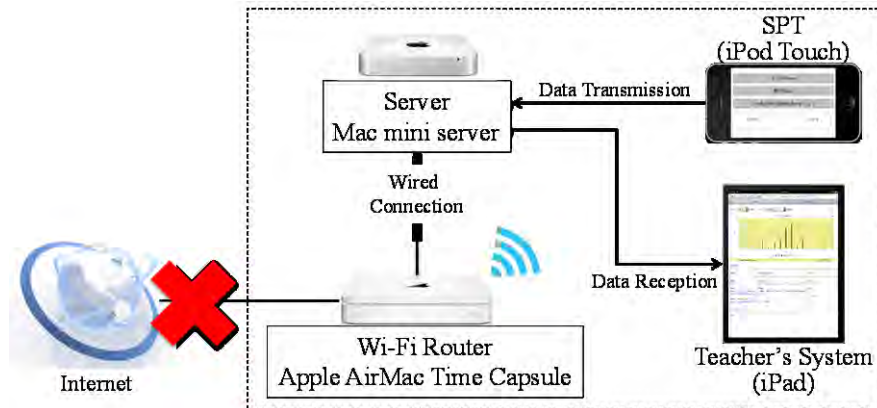 SPT
(iPod Touch)
Data Transmission
Server
Mac mini server
Wired
Connection
Data Reception
Internet
Wi-Fi Router
Apple AirMac Time Capsule
Teacher's System
(iPad)